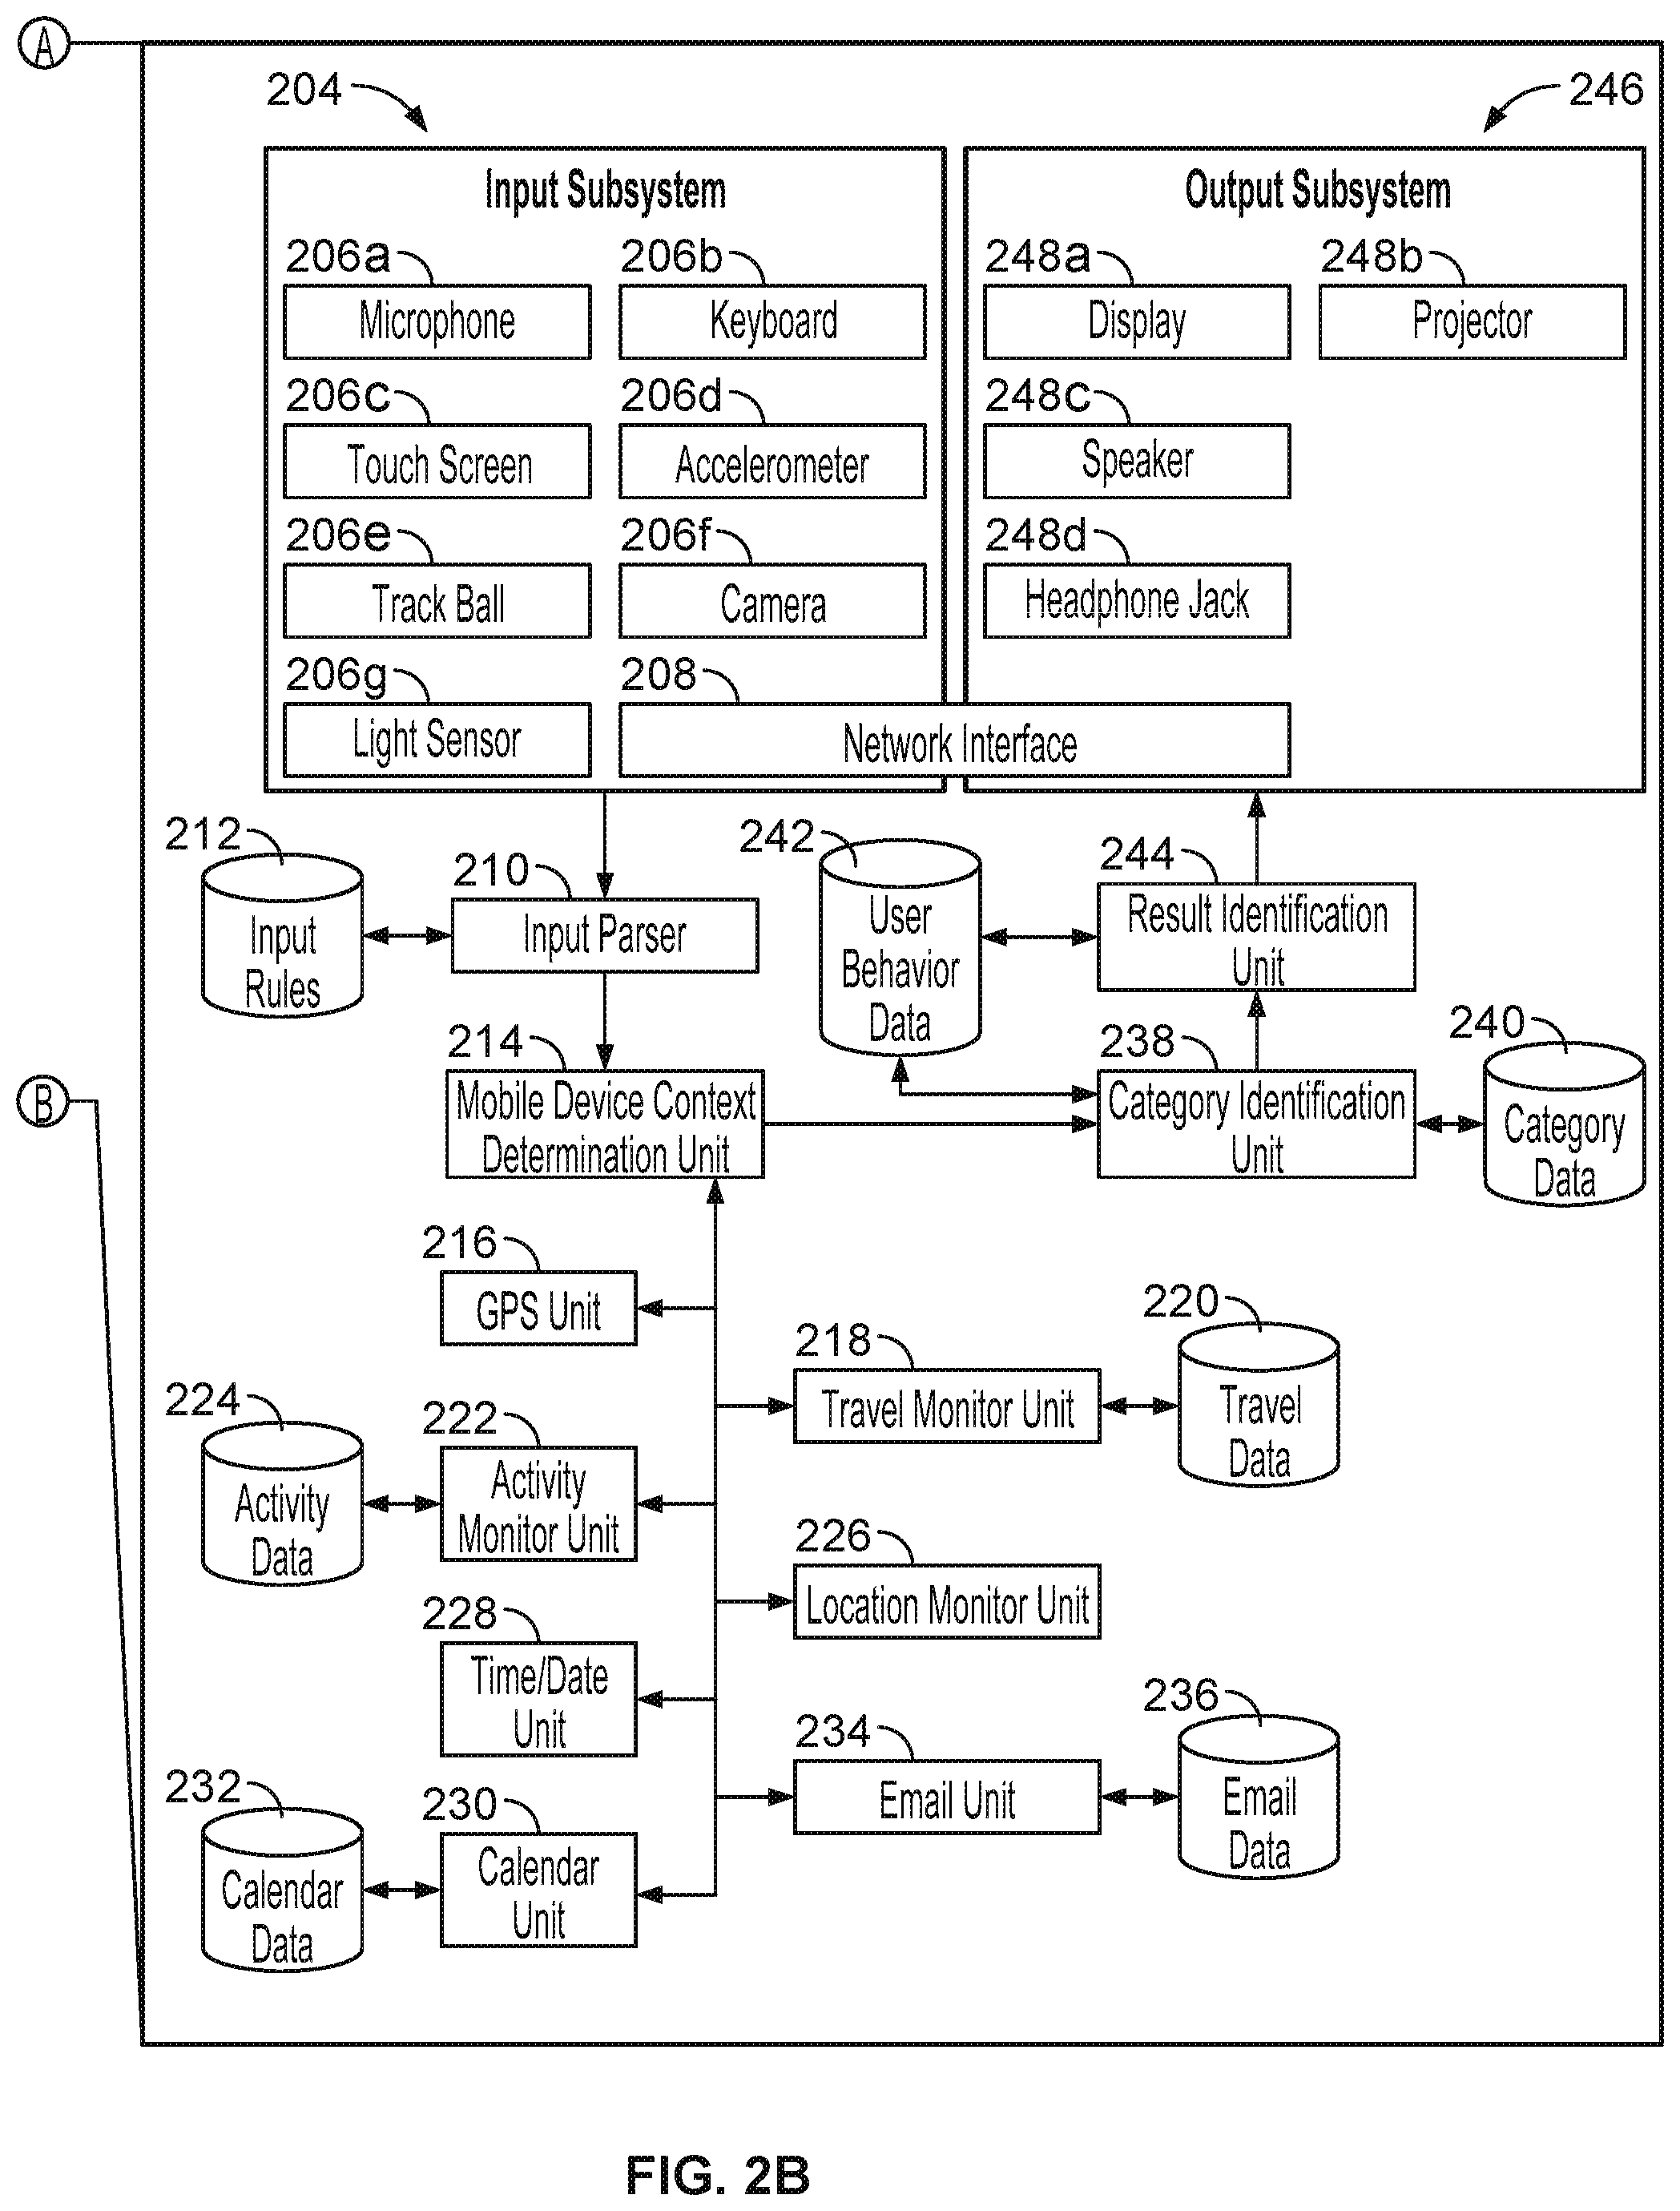 A
204
246
Input Subsystem
Output Subsystem
206a
206b
248a
248b
Microphone
Keyboard
Display
Projector
206c
206d
248c
Touch Screen
Accelerometer
Speaker
206e
206f
248d
Track Ball
Camera
Headphone Jack
206g
208
Light Sensor
Network Interface
212
242
244
210
Input
Rules
Input Parser
User
Behavior
Data
Result Identification
Unit
214
238
240
B
Mobile Device Context
Determination Unit
Category Identification
Unit
Category
Data
216
GPS Unit
220
218
Travel Monitor Unit
Travel
Data
224
222
Activity
Data
Activity
Monitor Unit
226
Location Monitor Unit
228
Time/Date
Unit
236
234
Email Unit
Email
Data
232
230
Calendar
Data
Calendar
Unit
FIG. 2B